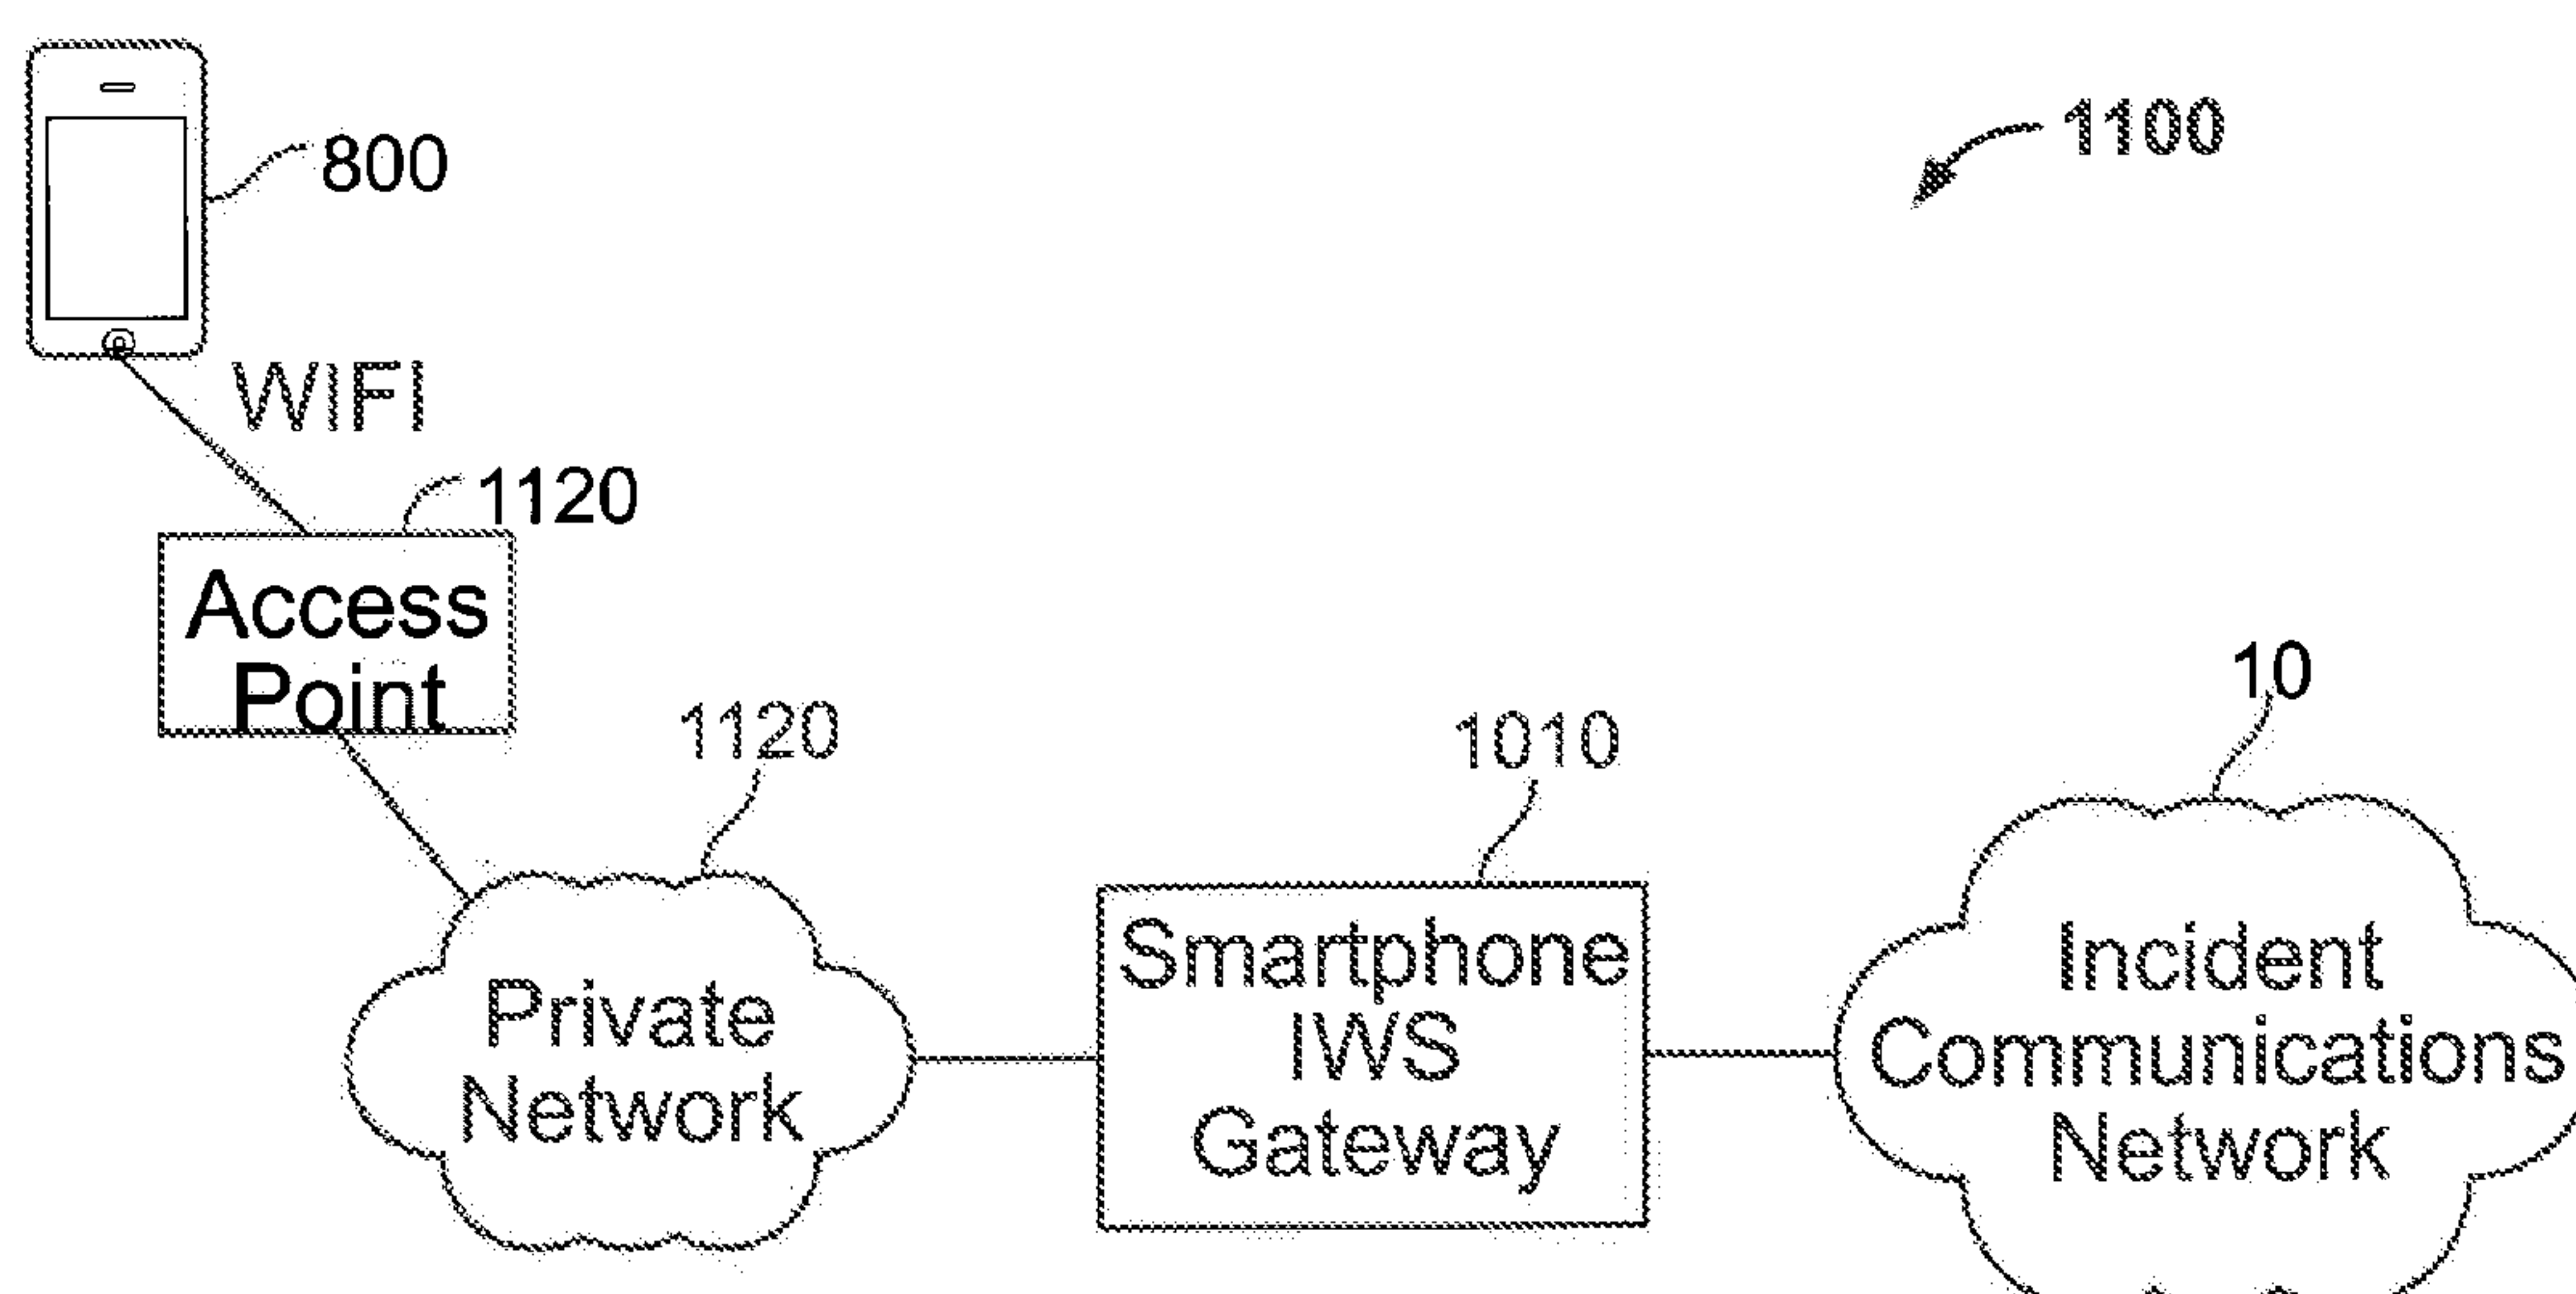 800
1100
WIFI
1120
Access
Point
1120
1010
10
Private
Network
Smartphone
IWS
Gateway
Incident
Communications
Network